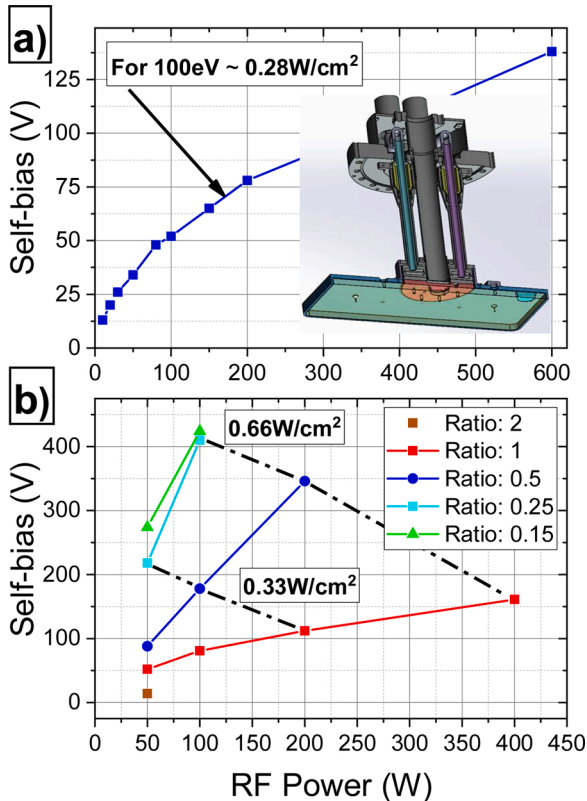 a)
Self-bias (V)
125
100
75
50
25
0
For 100eV ~ 0.28W/cm²
0 100 200 300 400 500 600
b)
Self-bias (V)
400
300
200
100
0
0.66W/cm²
0.33W/cm²
Ratio: 2
Ratio: 1
Ratio: 0.5
Ratio: 0.25
Ratio: 0.15
0 50 100 150 200 250 300 350 400 450
RF Power (W)